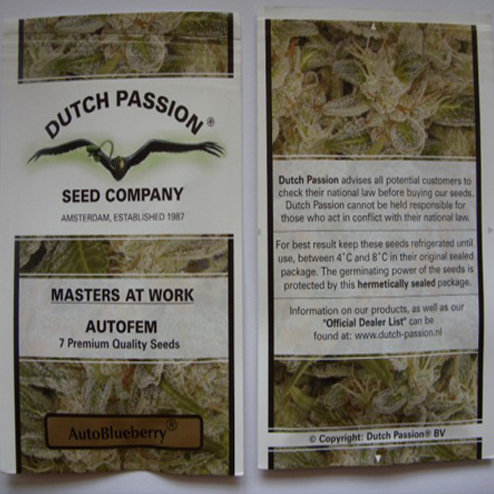 DUTCH PASSION®
SEED COMPANY
AMSTERDAM, ESTABLISHED 1987
MASTERS AT WORK
AUTOFEM
7 Premium Quality Seeds
AutoBlueberry®
Dutch Passion advises all potential customers to
check their national law before buying our seeds.
Dutch Passion cannot be held responsible for
those who act in conflict with their national law.
For best result keep these seeds refrigerated until
use, between 4°C and 8°C in their original sealed
package. The germinating power of the seeds is
protected by this hermetically sealed package.
Information on our products, as well as our
"Official Dealer List" can be
found at: www.dutch-passion.nl
© Copyright: Dutch Passion® BV